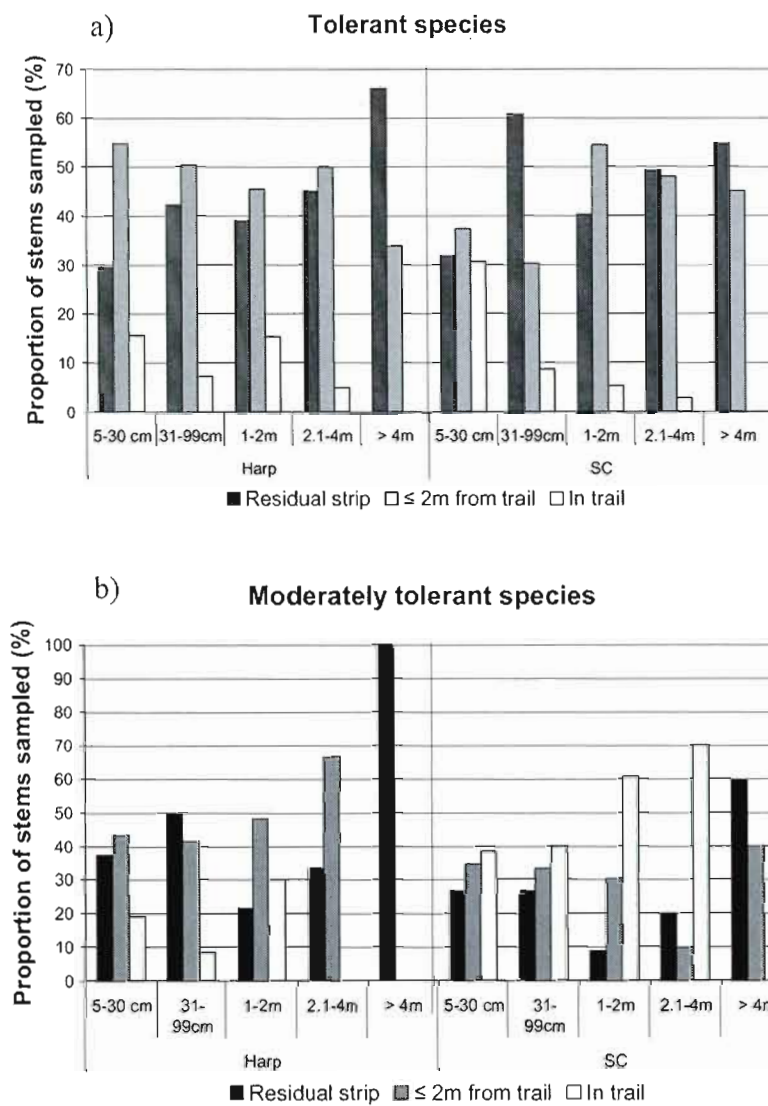 a)
Tolerant species
Proportion of stems sampled (%)
70
60
50
40
30
20
10
0
5-30 cm 31-99cm 1-2m 2.1-4m > 4m 5-30 cm 31-99cm 1-2m 2.1-4m > 4m
Harp SC
Residual strip ≤ 2m from trail In trail
b)
Moderately tolerant species
Proportion of stems sampled (%)
100
90
80
70
60
50
40
30
20
10
0
5-30 cm 31-99cm 1-2m 2.1-4m > 4m 5-30 cm 31-99cm 1-2m 2.1-4m > 4m
Harp SC
Residual strip ≤ 2m from trail In trail